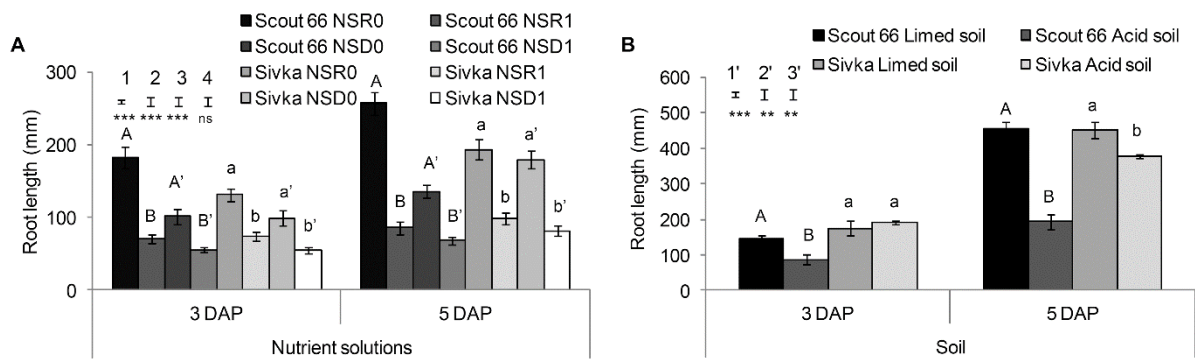 A
Scout 66 NSR0 Scout 66 NSR1
Scout 66 NSD0 Scout 66 NSD1
Sivka NSR0 Sivka NSR1
Sivka NSD0 Sivka NSD1
Root length (mm)
300
200
100
0
1 2 3 4
*** *** *** ns
A B A’ B’ a b a’ b’
A B A’ B’ a b a’ b’
3 DAP 5 DAP
Nutrient solutions
B
Scout 66 Limed soil Scout 66 Acid soil
Sivka Limed soil Sivka Acid soil
Root length (mm)
600
500
400
300
200
100
0
1' 2' 3'
*** ** **
A B a a
A B a b
3 DAP 5 DAP
Soil